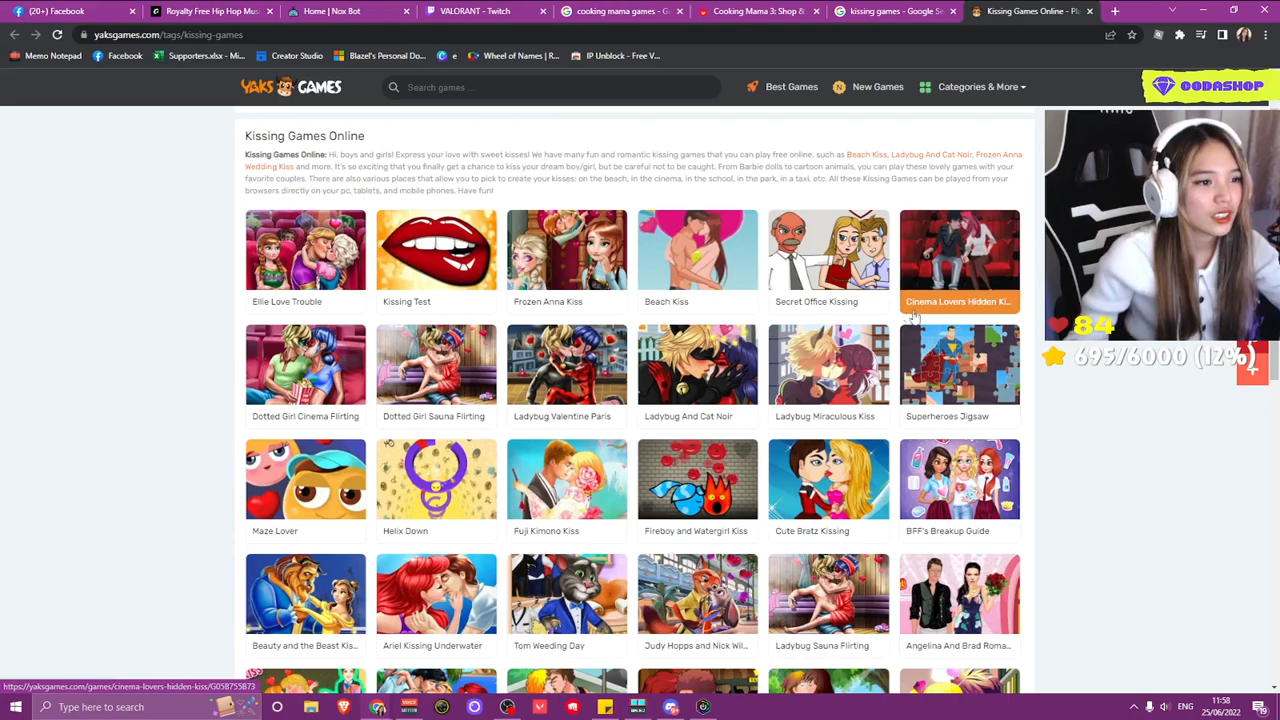 (20+) Facebook
Royalty Free Hip Hop Mus
Home | Nox Bot
VALORANT - Twitch
cooking mama games - G
Cooking Mama 3: Shop &
kissing games - Google Se
Kissing Games Online - Pl
yaksgames.com/tags/kissing-games
Memo Notepad
Facebook
Supporters.xlsx - Mi...
Creator Studio
Blazel's Personal - Do...
e
Wheel of Names | R...
IP Unblock - Free V...
YAKS GAMES
Search games ...
Best Games
New Games
Categories & More
CODASHOP
Kissing Games Online
Kissing Games Online: Hi, boys and girls! Express your love with sweet kisses! We have many fun and romantic kissing games that you can play free online, such as Beach Kiss, Ladybug And Cat Noir, Frozen Anna
Wedding Kiss and more. It's so exciting that you finally get a chance to kiss your dream boy/girl, but be careful not to be caught. From Barbie dolls to cartoon animals, you can play these lovely games with your
favorite couples. There are also various places that allow you to pick to create your kisses: on the beach, in the cinema, in the school, in the park, in a taxi, etc. All these Kissing Games can be played from your
browsers directly on your pc, tablets, and mobile phones. Have fun!
Ellie Love Trouble
Kissing Test
Frozen Anna Kiss
Beach Kiss
Secret Office Kissing
Cinema Lovers Hidden Ki...
84
695/6000 (12%)
Dotted Girl Cinema Flirting
Dotted Girl Sauna Flirting
Ladybug Valentine Paris
Ladybug And Cat Noir
Ladybug Miraculous Kiss
Superheroes Jigsaw
Maze Lover
Helix Down
Fuji Kimono Kiss
Fireboy and Watergirl Kiss
Cute Bratz Kissing
BFF's Breakup Guide
Beauty and the Beast Kis...
Ariel Kissing Underwater
Tom Weeding Day
Judy Hopps and Nick Wil...
Ladybug Sauna Flirting
Angelina And Brad Roma...
https://yaksgames.com/games/cinema-lovers-hidden-kiss/G05B755B73
Type here to search
11:58
25/06/2022
19